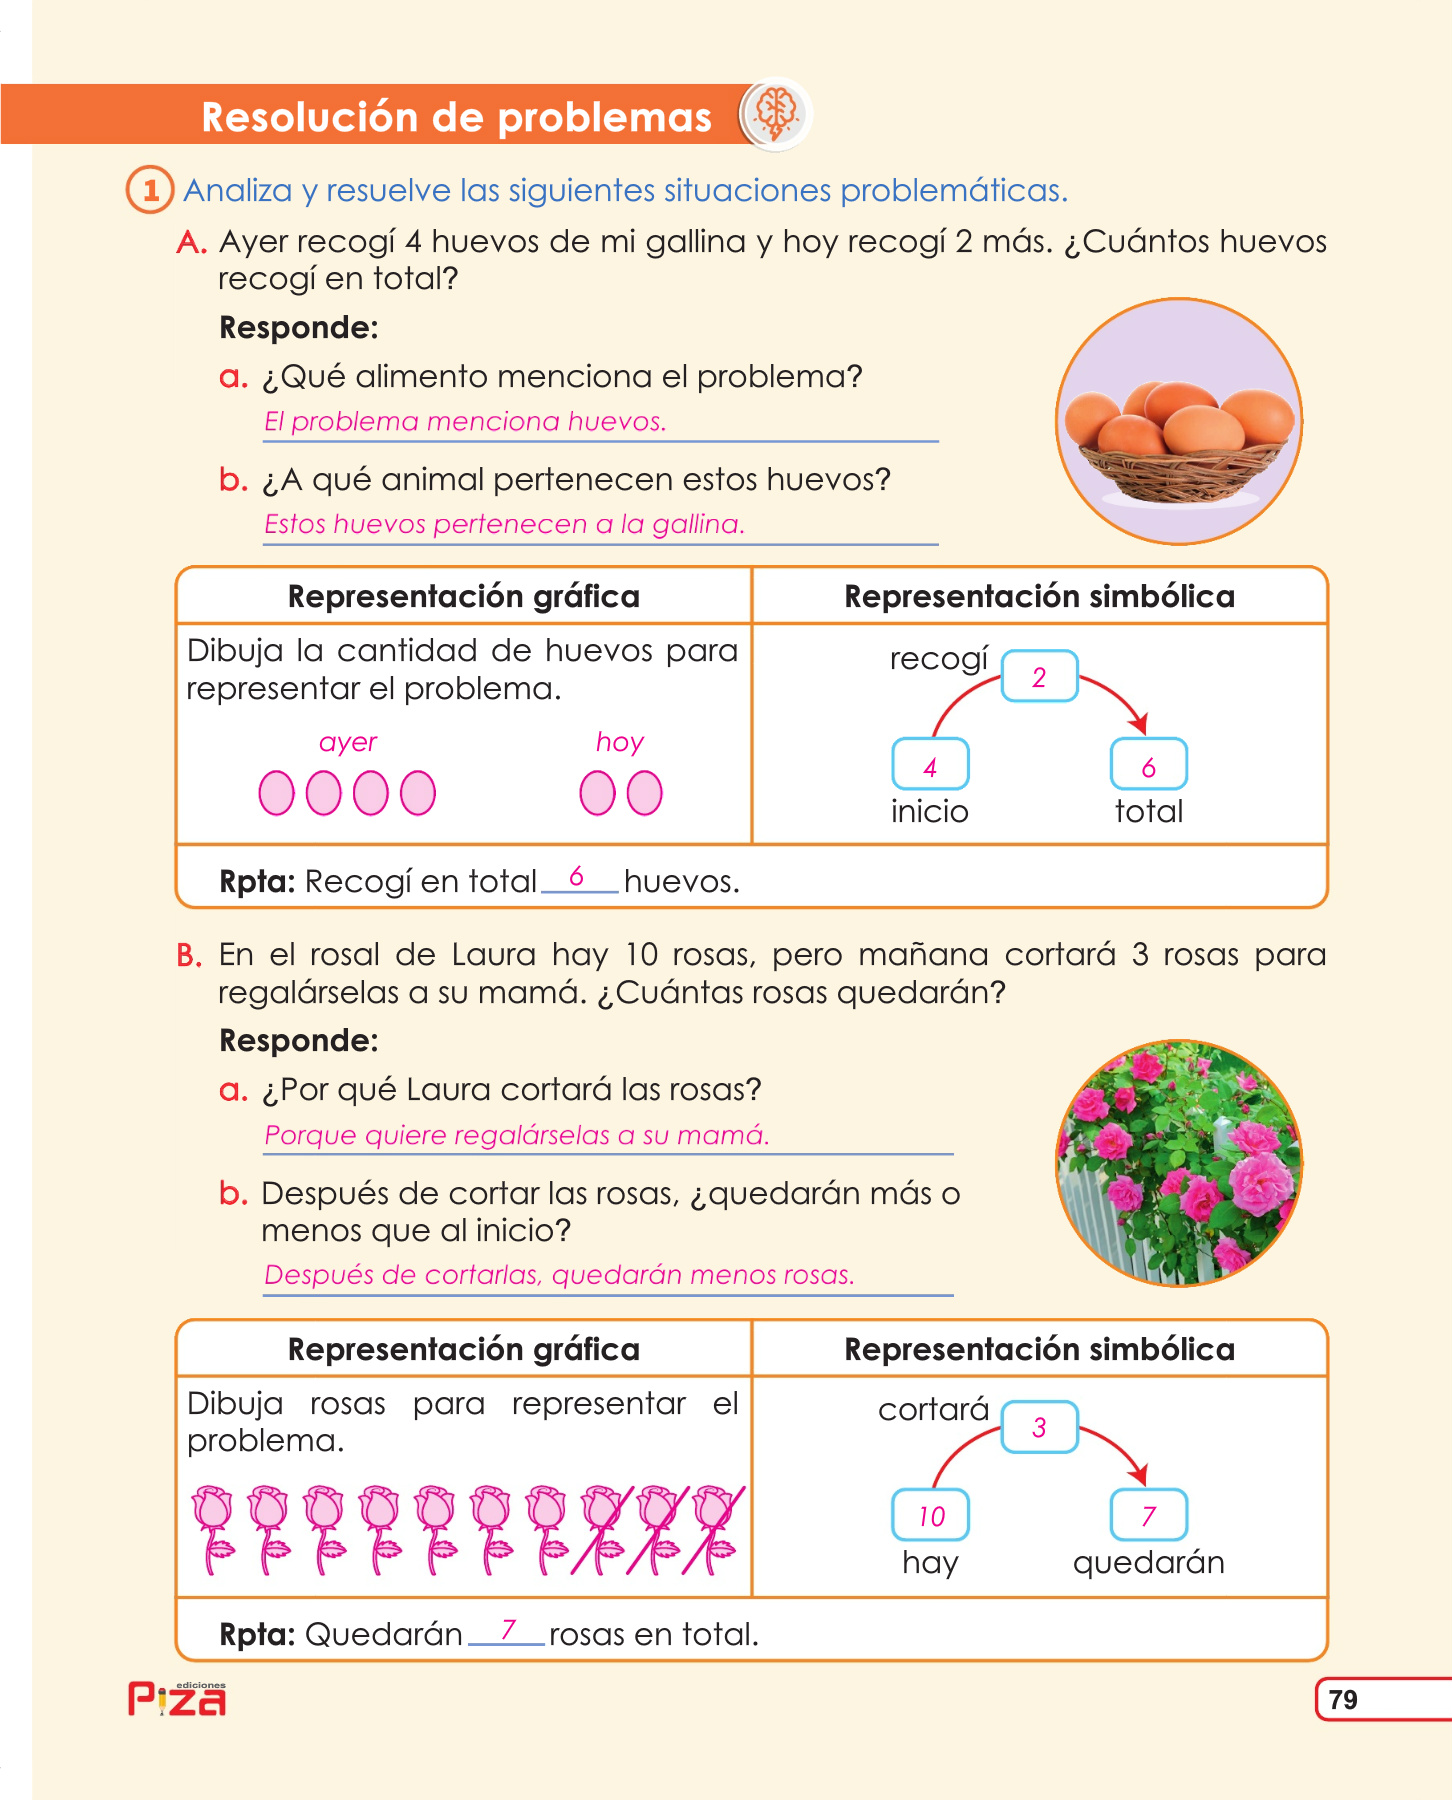 Resolución de problemas
1 Analiza y resuelve las siguientes situaciones problemáticas.
A. Ayer recogí 4 huevos de mi gallina y hoy recogí 2 más. ¿Cuántos huevos
recogí en total?
Responde:
a. ¿Qué alimento menciona el problema?
El problema menciona huevos.
b. ¿A qué animal pertenecen estos huevos?
Estos huevos pertenecen a la gallina.
Representación gráfica
Representación simbólica
Dibuja la cantidad de huevos para
representar el problema.
ayer
hoy
recogí
2
4
6
inicio
total
Rpta: Recogí en total 6 huevos.
B. En el rosal de Laura hay 10 rosas, pero mañana cortará 3 rosas para
regalárselas a su mamá. ¿Cuántas rosas quedarán?
Responde:
a. ¿Por qué Laura cortará las rosas?
Porque quiere regalárselas a su mamá.
b. Después de cortar las rosas, ¿quedarán más o
menos que al inicio?
Después de cortarlas, quedarán menos rosas.
Representación gráfica
Representación simbólica
Dibuja rosas para representar el
problema.
cortará
3
10
7
hay
quedarán
Rpta: Quedarán 7 rosas en total.
ediciones
Piza
79